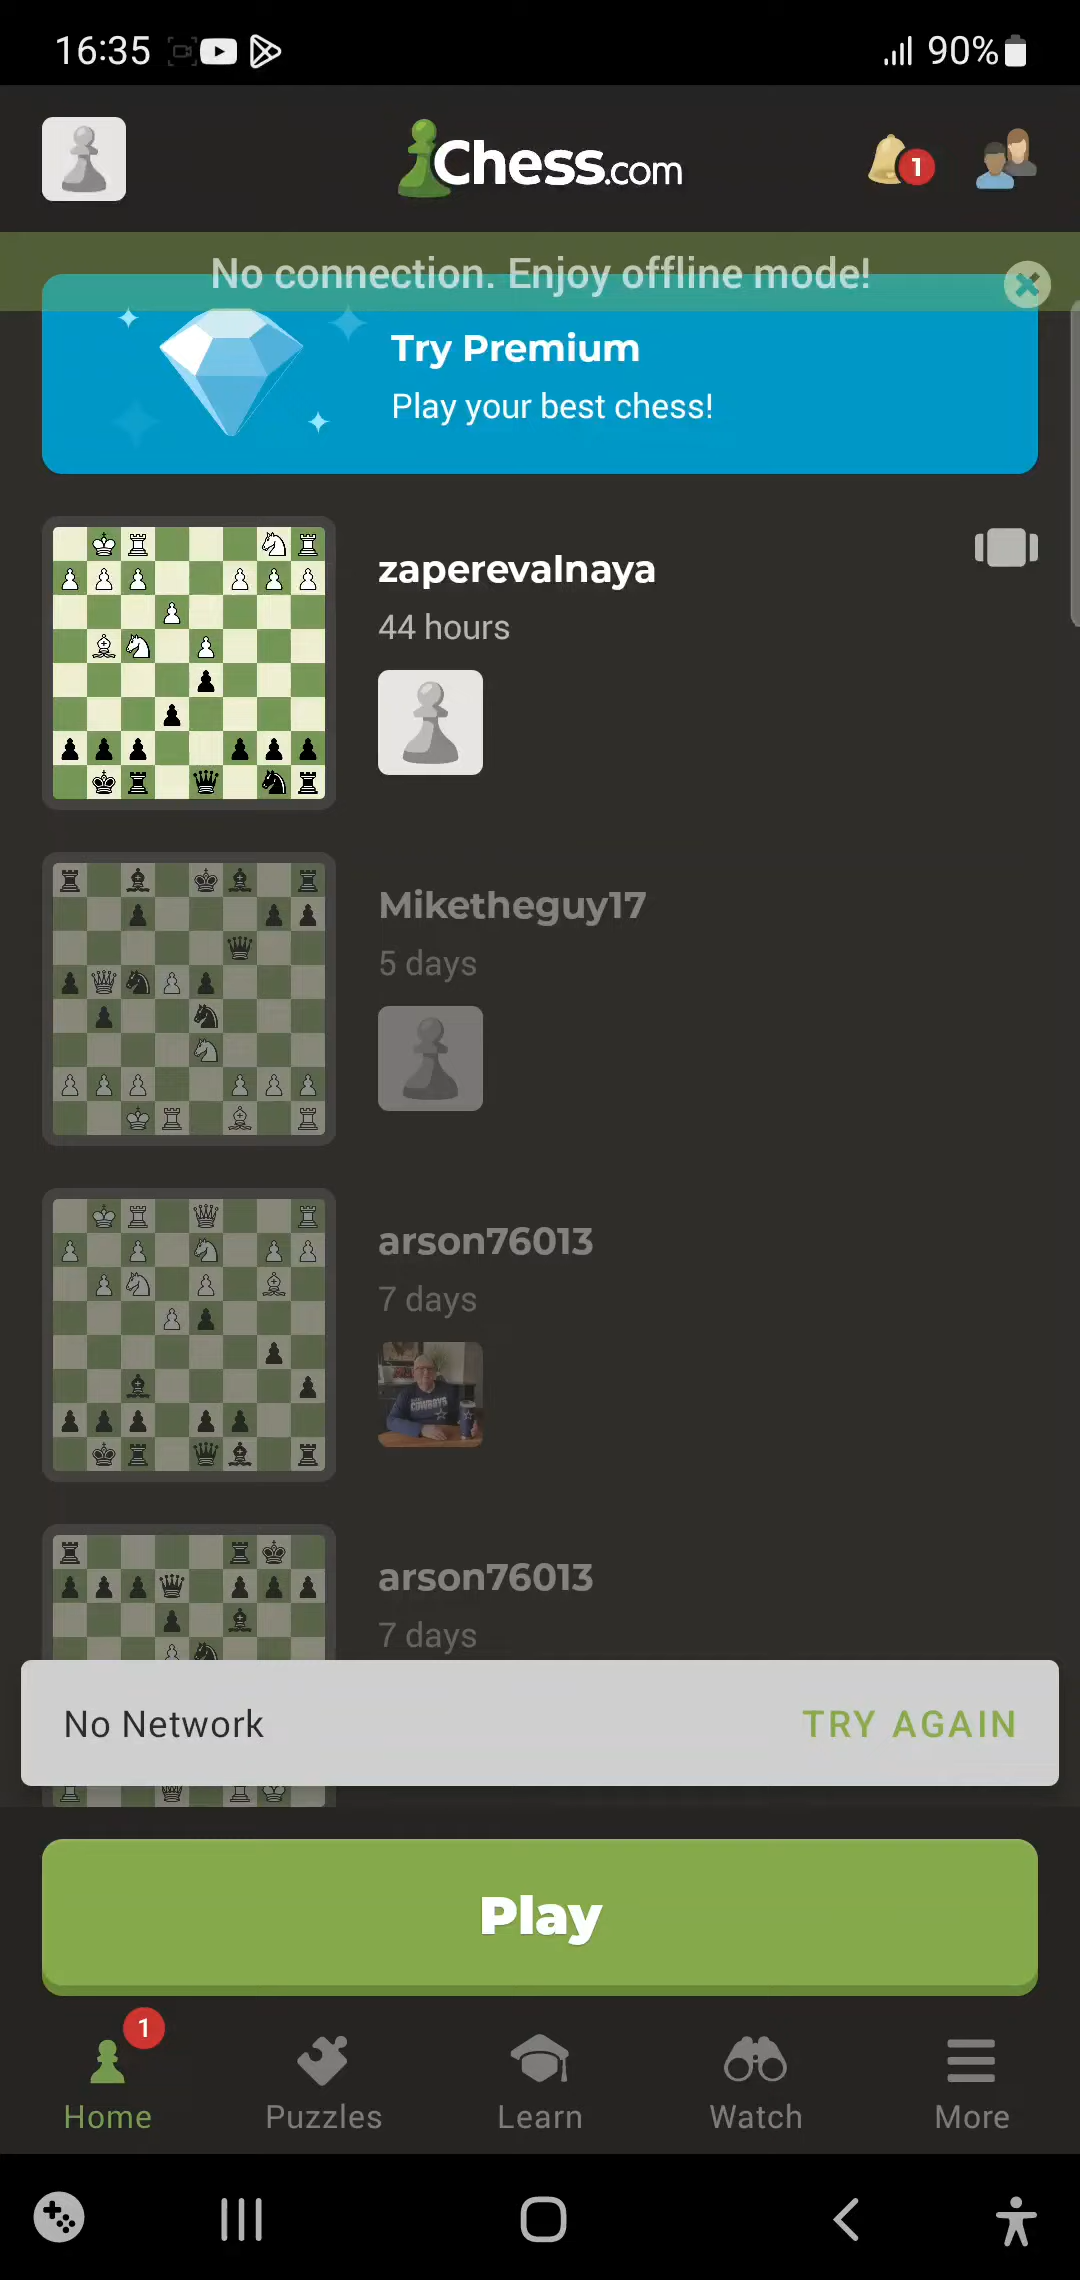 16:35
90%
Chess.com
1
No connection. Enjoy offline mode!
Try Premium
Play your best chess!
zaperevalnaya
44 hours
Miketheguy17
5 days
arson76013
7 days
COWBOYS
arson76013
7 days
No Network
TRY AGAIN
Play
1
Home
Puzzles
Learn
Watch
More